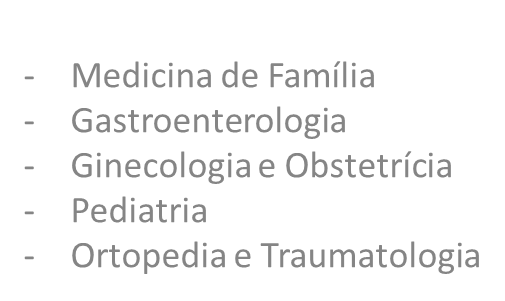 - Medicina de Família
- Gastroenterologia
- Ginecologia e Obstetrícia
- Pediatria
- Ortopedia e Traumatologia